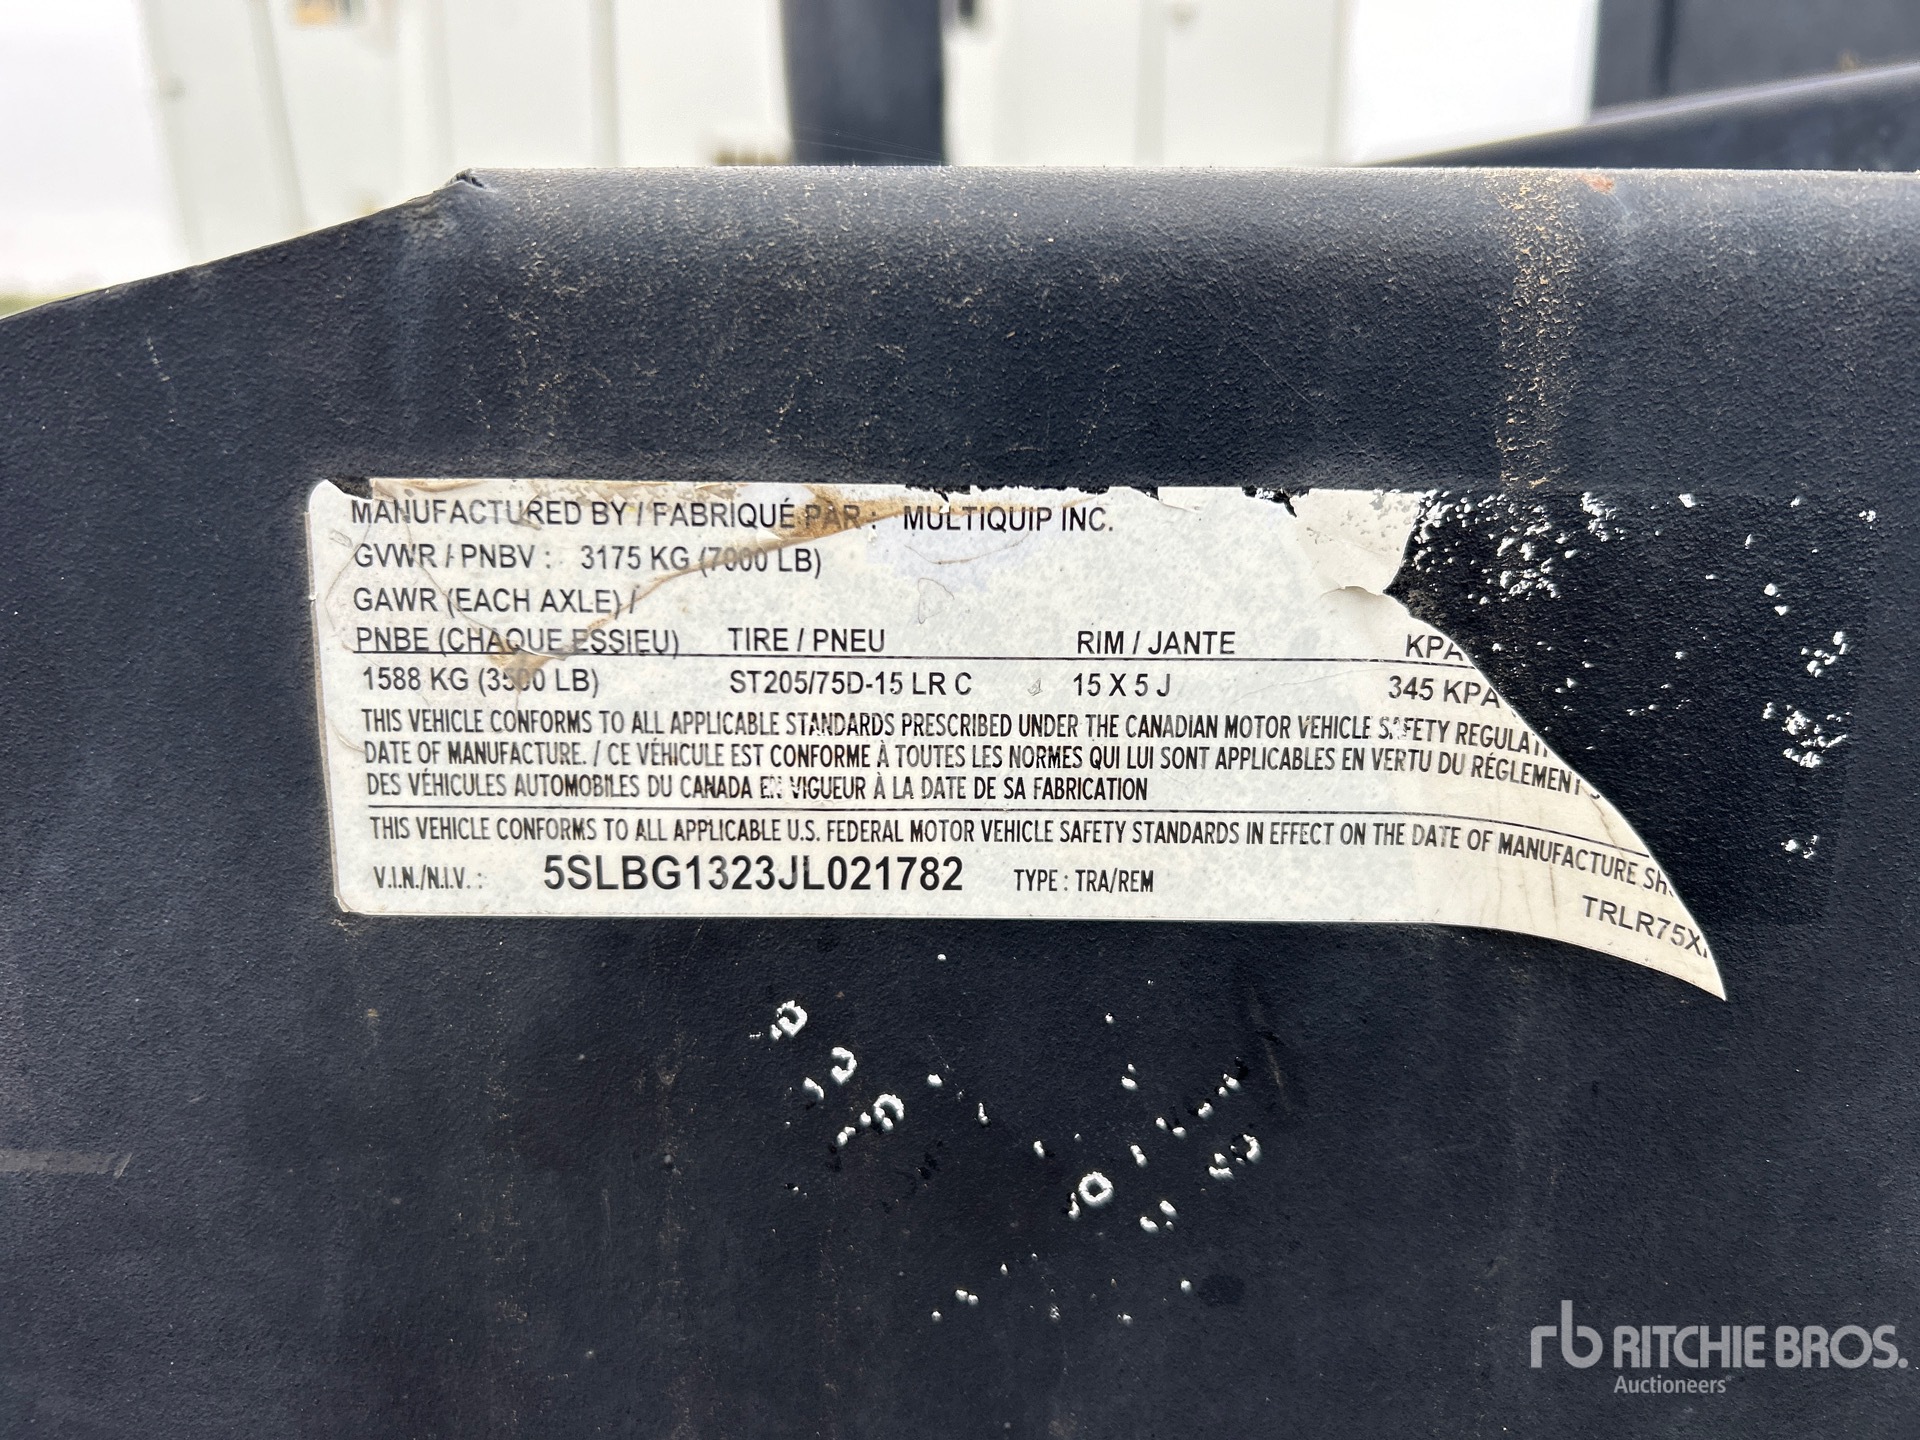 MANUFACTURED BY / FABRIQUÉ PAR : MULTIQUIP INC.
GVWR / PNBV : 3175 KG (7000 LB)
GAWR (EACH AXLE) /
PNBE (CHAQUE ESSIEU) TIRE / PNEU RIM / JANTE KPA
1588 KG (3500 LB) ST205/75D-15 LR C 15 X 5 J 345 KPA
THIS VEHICLE CONFORMS TO ALL APPLICABLE STANDARDS PRESCRIBED UNDER THE CANADIAN MOTOR VEHICLE SAFETY REGULATI
DATE OF MANUFACTURE. / CE VÉHICULE EST CONFORME À TOUTES LES NORMES QUI LUI SONT APPLICABLES EN VERTU DU RÉGLEMENT
DES VÉHICULES AUTOMOBILES DU CANADA EN VIGUEUR À LA DATE DE SA FABRICATION
THIS VEHICLE CONFORMS TO ALL APPLICABLE U.S. FEDERAL MOTOR VEHICLE SAFETY STANDARDS IN EFFECT ON THE DATE OF MANUFACTURE SH
V.I.N./N.I.V. : 5SLBG1323JL021782 TYPE : TRA/REM TRLR75X
rb RITCHIE BROS.
Auctioneers